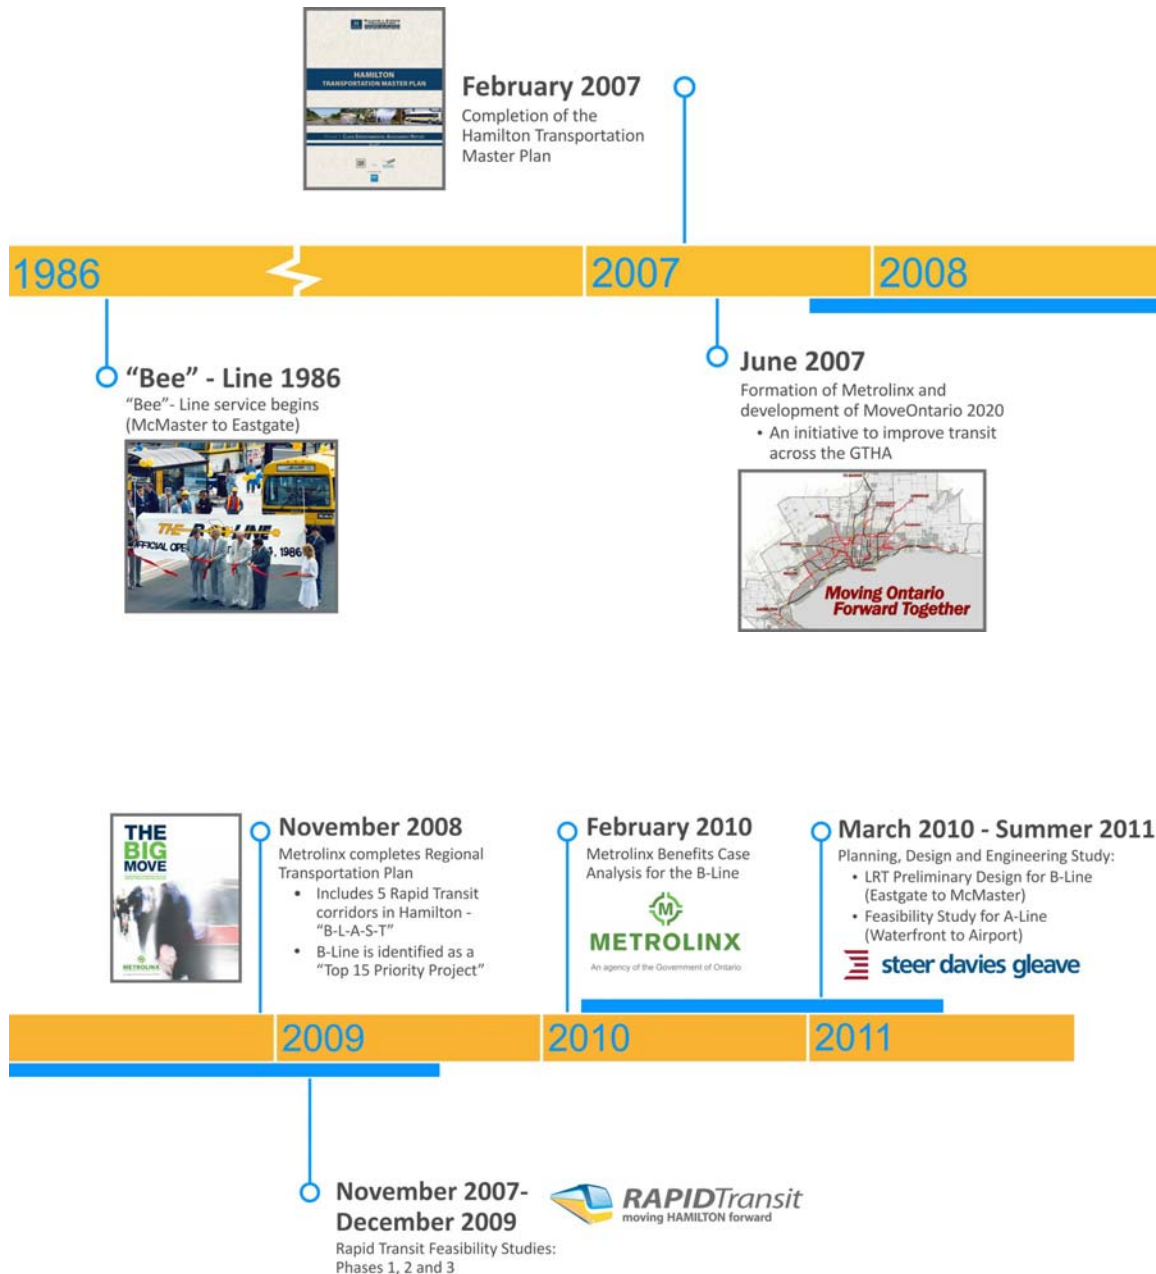 HAMILTON
TRANSPORTATION MASTER PLAN
February 2007
Completion of the
Hamilton Transportation
Master Plan
1986
2007
2008
“Bee” - Line 1986
“Bee”- Line service begins
(McMaster to Eastgate)
THE B LINE
OFFICIAL 1986
June 2007
Formation of Metrolinx and
development of MoveOntario 2020
• An initiative to improve transit
across the GTHA
Moving Ontario
Forward Together
THE
BIG
MOVE
METROLINX
November 2008
Metrolinx completes Regional
Transportation Plan
• Includes 5 Rapid Transit
corridors in Hamilton -
“B-L-A-S-T”
• B-Line is identified as a
“Top 15 Priority Project”
February 2010
Metrolinx Benefits Case
Analysis for the B-Line
M
METROLINX
An agency of the Government of Ontario
March 2010 - Summer 2011
Planning, Design and Engineering Study:
• LRT Preliminary Design for B-Line
(Eastgate to McMaster)
• Feasibility Study for A-Line
(Waterfront to Airport)
steer davies gleave
2009
2010
2011
November 2007-
December 2009
Rapid Transit Feasibility Studies:
Phases 1, 2 and 3
RAPIDTransit
moving HAMILTON forward